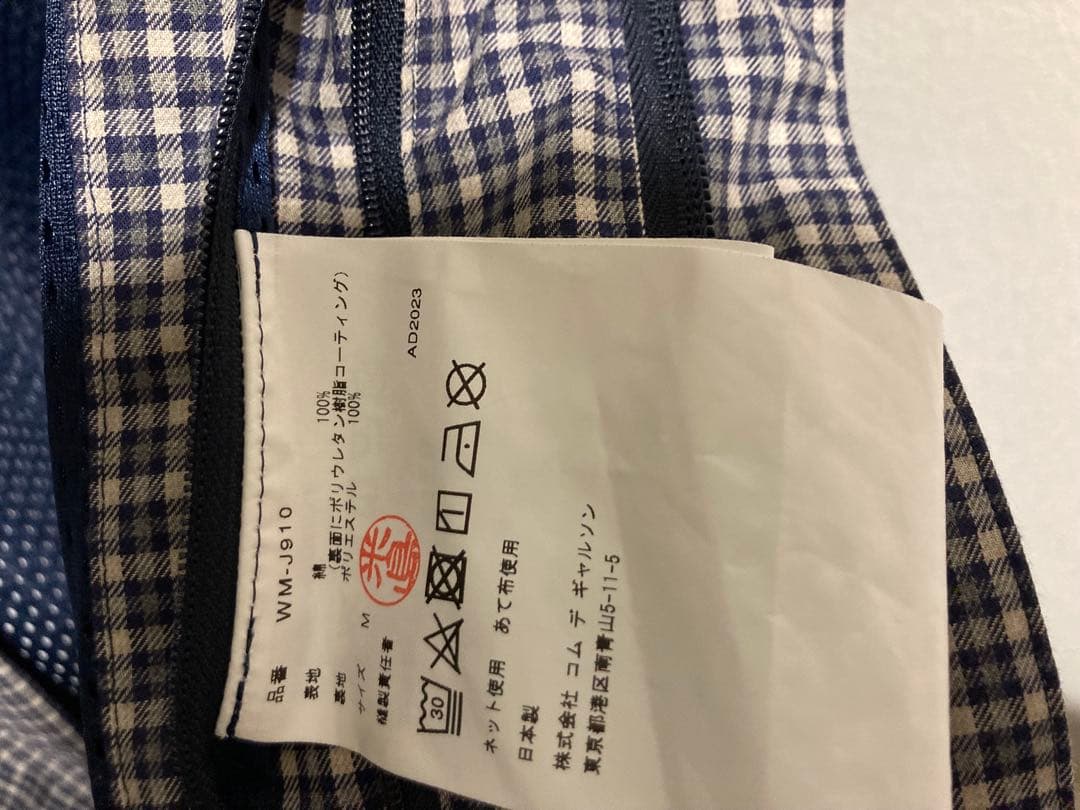 品番 WM-J910
表地 綿 100%
(裏面にポリウレタン樹脂コーティング)
裏地 ポリエステル 100%
サイズ M
縫製責任者
AD2023
30
ネット使用 あて布使用
日本製
株式会社 コム デ ギャルソン
東京都港区南青山5-11-5